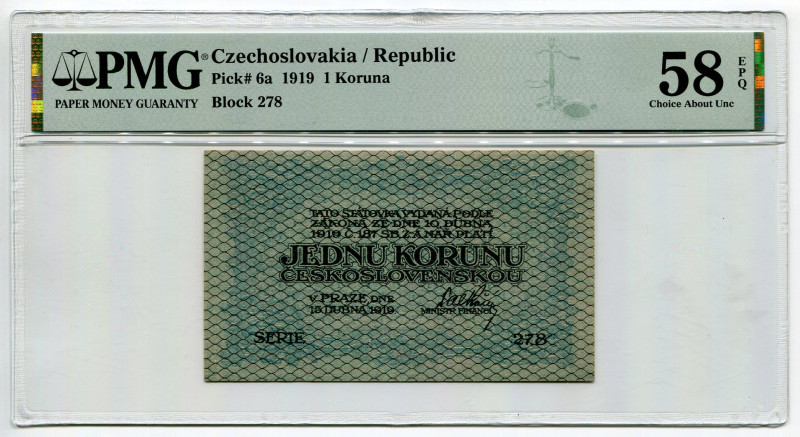 PMG®
PAPER MONEY GUARANTY
Czechoslovakia / Republic
Pick# 6a 1919 1 Koruna
Block 278
58
EPQ
Choice About Unc
TATO STÁTOVKA VYDANÁ PODLE
ZÁKONA ZE DNE 10. DUBNA
1919 Č. 187 SB. Z. A NAŘ. PLATÍ
JEDNU KORUNU
ČESKOSLOVENSKOU
V PRAZE DNE
15. DUBNA 1919.
MINISTR FINANCÍ
SERIE
278